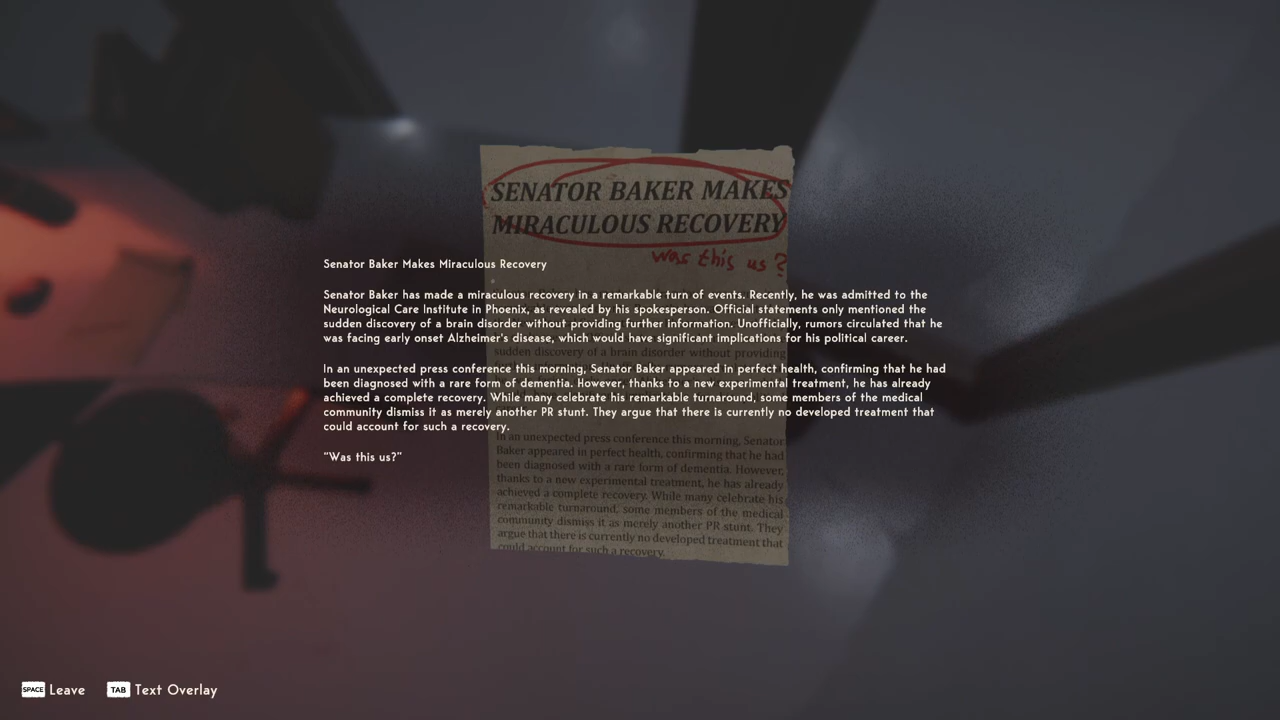 SENATOR BAKER MAKES
MIRACULOUS RECOVERY
was this us?
Senator Baker Makes Miraculous Recovery
Senator Baker has made a miraculous recovery in a remarkable turn of events. Recently, he was admitted to the
Neurological Care Institute in Phoenix, as revealed by his spokesperson. Official statements only mentioned the
sudden discovery of a brain disorder without providing further information. Unofficially, rumors circulated that he
was facing early onset Alzheimer's disease, which would have significant implications for his political career.
sudden discovery of a brain disorder without providing
In an unexpected press conference this morning, Senator Baker appeared in perfect health, confirming that he had
been diagnosed with a rare form of dementia. However, thanks to a new experimental treatment, he has already
achieved a complete recovery. While many celebrate his remarkable turnaround, some members of the medical
community dismiss it as merely another PR stunt. They argue that there is currently no developed treatment that
could account for such a recovery.
"Was this us?"
In an unexpected press conference this morning, Senator
Baker appeared in perfect health, confirming that he had
been diagnosed with a rare form of dementia. However,
thanks to a new experimental treatment, he has already
achieved a complete recovery. While many celebrate his
remarkable turnaround, some members of the medical
community dismiss it as merely another PR stunt. They
argue that there is currently no developed treatment that
could account for such a recovery.
SPACE Leave
TAB Text Overlay